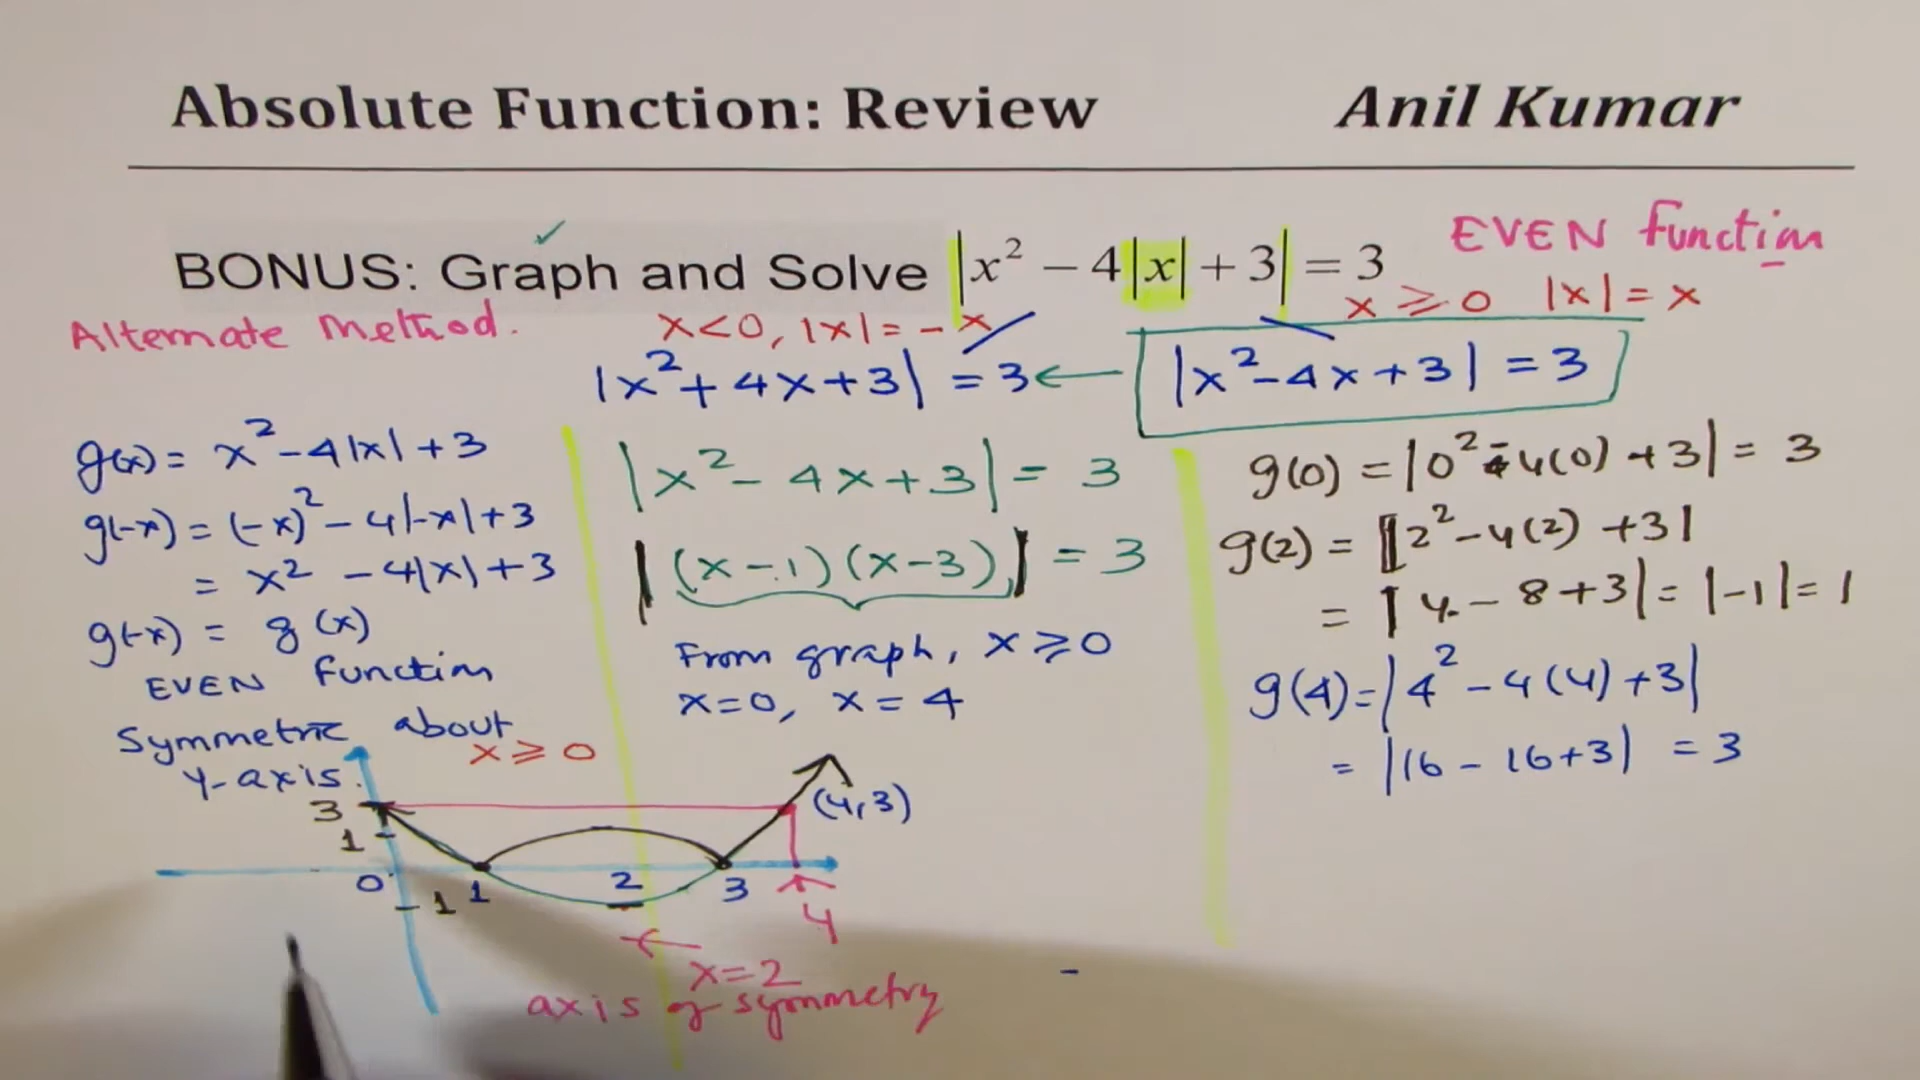 Absolute Function: Review
Anil Kumar
BONUS: Graph and Solve |x² − 4|x| + 3| = 3
✓
EVEN Function
Alternate Method.
x<0, |x| = -x
x ≥ 0 |x| = x
|x² + 4x + 3| = 3 ←
|x² - 4x + 3| = 3
g(x) = x² - 4|x| + 3
g(-x) = (-x)² - 4|-x| + 3
= x² - 4|x| + 3
g(-x) = g(x)
EVEN Function
Symmetric about
Y-axis.
|x² - 4x + 3| = 3
|(x-1)(x-3)| = 3
From graph, x ≥ 0
x=0, x=4
g(0) = |0² - 4(0) + 3| = 3
g(2) = |2² - 4(2) + 3|
= |4 - 8 + 3| = |-1| = 1
g(4) = |4² - 4(4) + 3|
= |16 - 16 + 3| = 3
x ≥ 0
3
(4,3)
1
0
1
2
3
-1
4
x=2
axis of symmetry